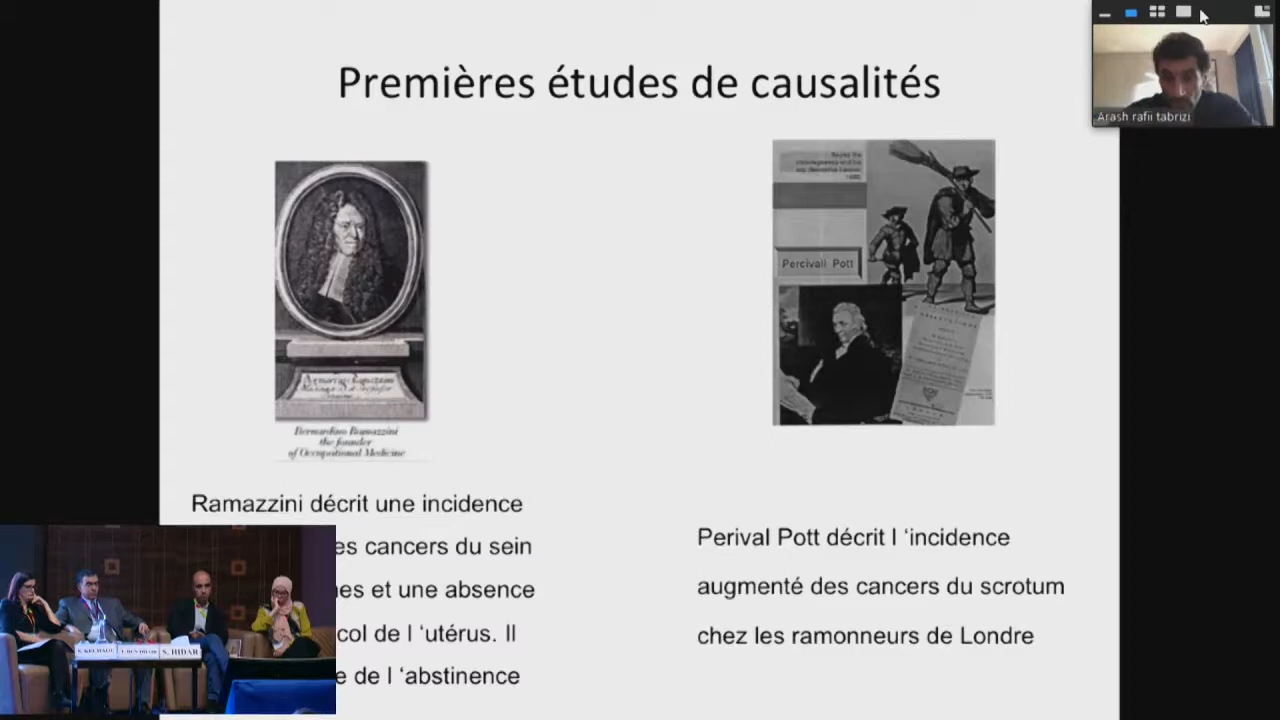 Premières études de causalités
Arash rafii tabrizi
Percivall Pott
Bernardino Ramazzini
the founder
of Occupational Medicine
Ramazzini décrit une incidence
es cancers du sein
nes et une absence
col de l ‘utérus. Il
e de l ‘abstinence
Perival Pott décrit l ‘incidence
augmenté des cancers du scrotum
chez les ramonneurs de Londre
S. HIDAR